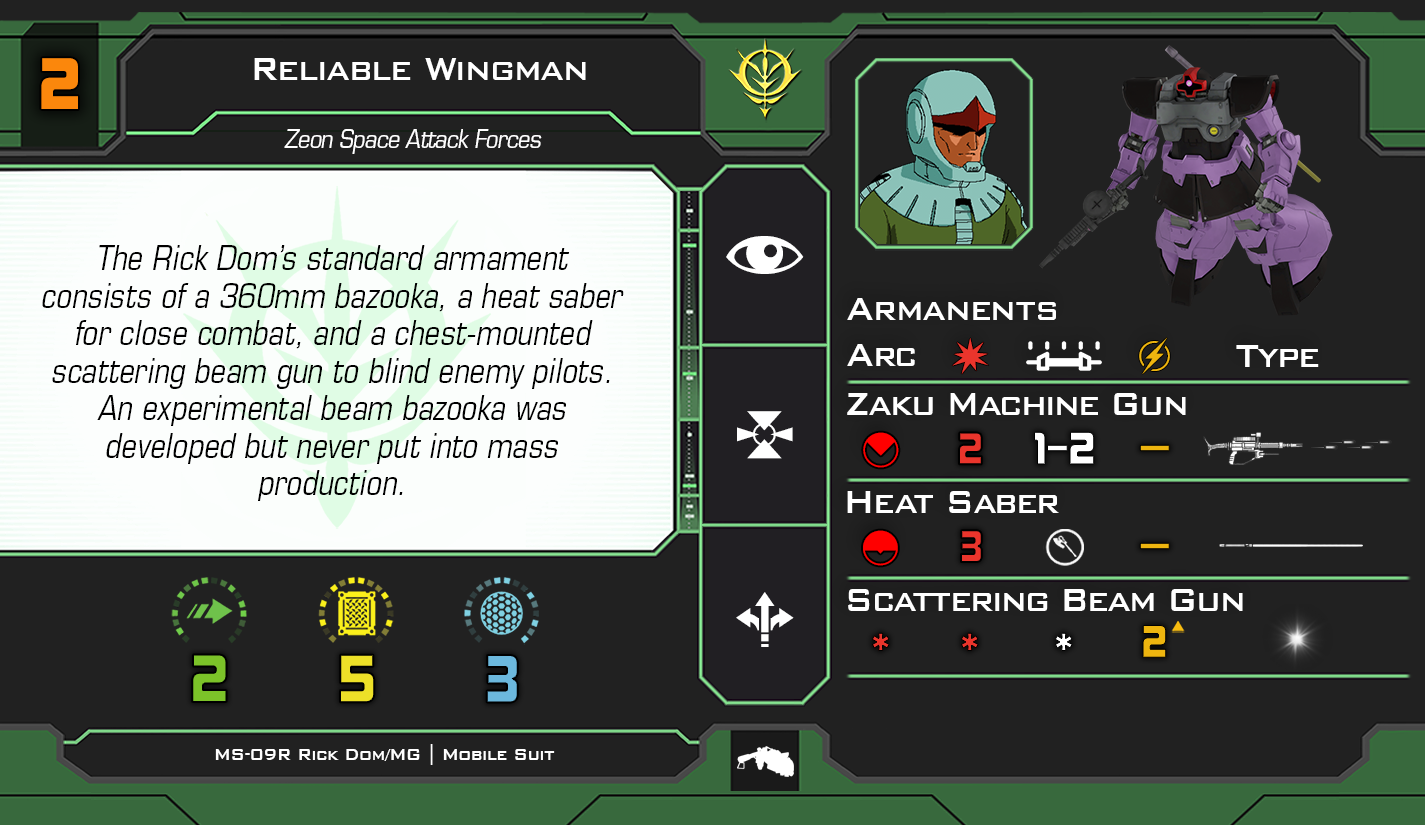 2
Reliable Wingman
Zeon Space Attack Forces
The Rick Dom's standard armament
consists of a 360mm bazooka, a heat saber
for close combat, and a chest-mounted
scattering beam gun to blind enemy pilots.
An experimental beam bazooka was
developed but never put into mass
production.
2 5 3
MS-09R Rick Dom/MG | Mobile Suit
Armanents
Arc Type
Zaku Machine Gun
2 1–2 –
Heat Saber
3 –
Scattering Beam Gun
* * * 2